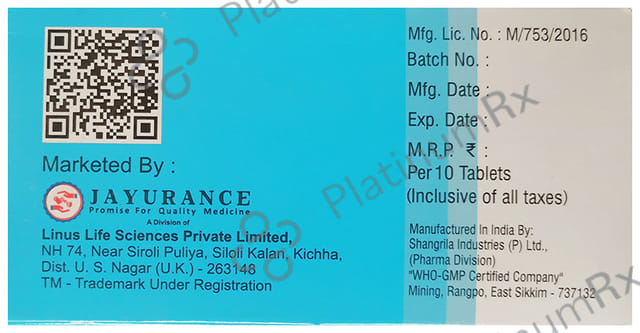 Marketed By :
JAYURANCE
Promise For Quality Medicine
A Division of
Linus Life Sciences Private Limited,
NH 74, Near Siroli Puliya, Siloli Kalan, Kichha,
Dist. U. S. Nagar (U.K.) - 263148
TM - Trademark Under Registration
Mfg. Lic. No. : M/753/2016
Batch No. :
Mfg. Date :
Exp. Date :
M.R.P. ₹ :
Per 10 Tablets
(Inclusive of all taxes)
Manufactured In India By:
Shangrila Industries (P) Ltd.,
(Pharma Division)
"WHO-GMP Certified Company"
Mining, Rangpo, East Sikkim - 737132
PlatinumRx
PlatinumRx